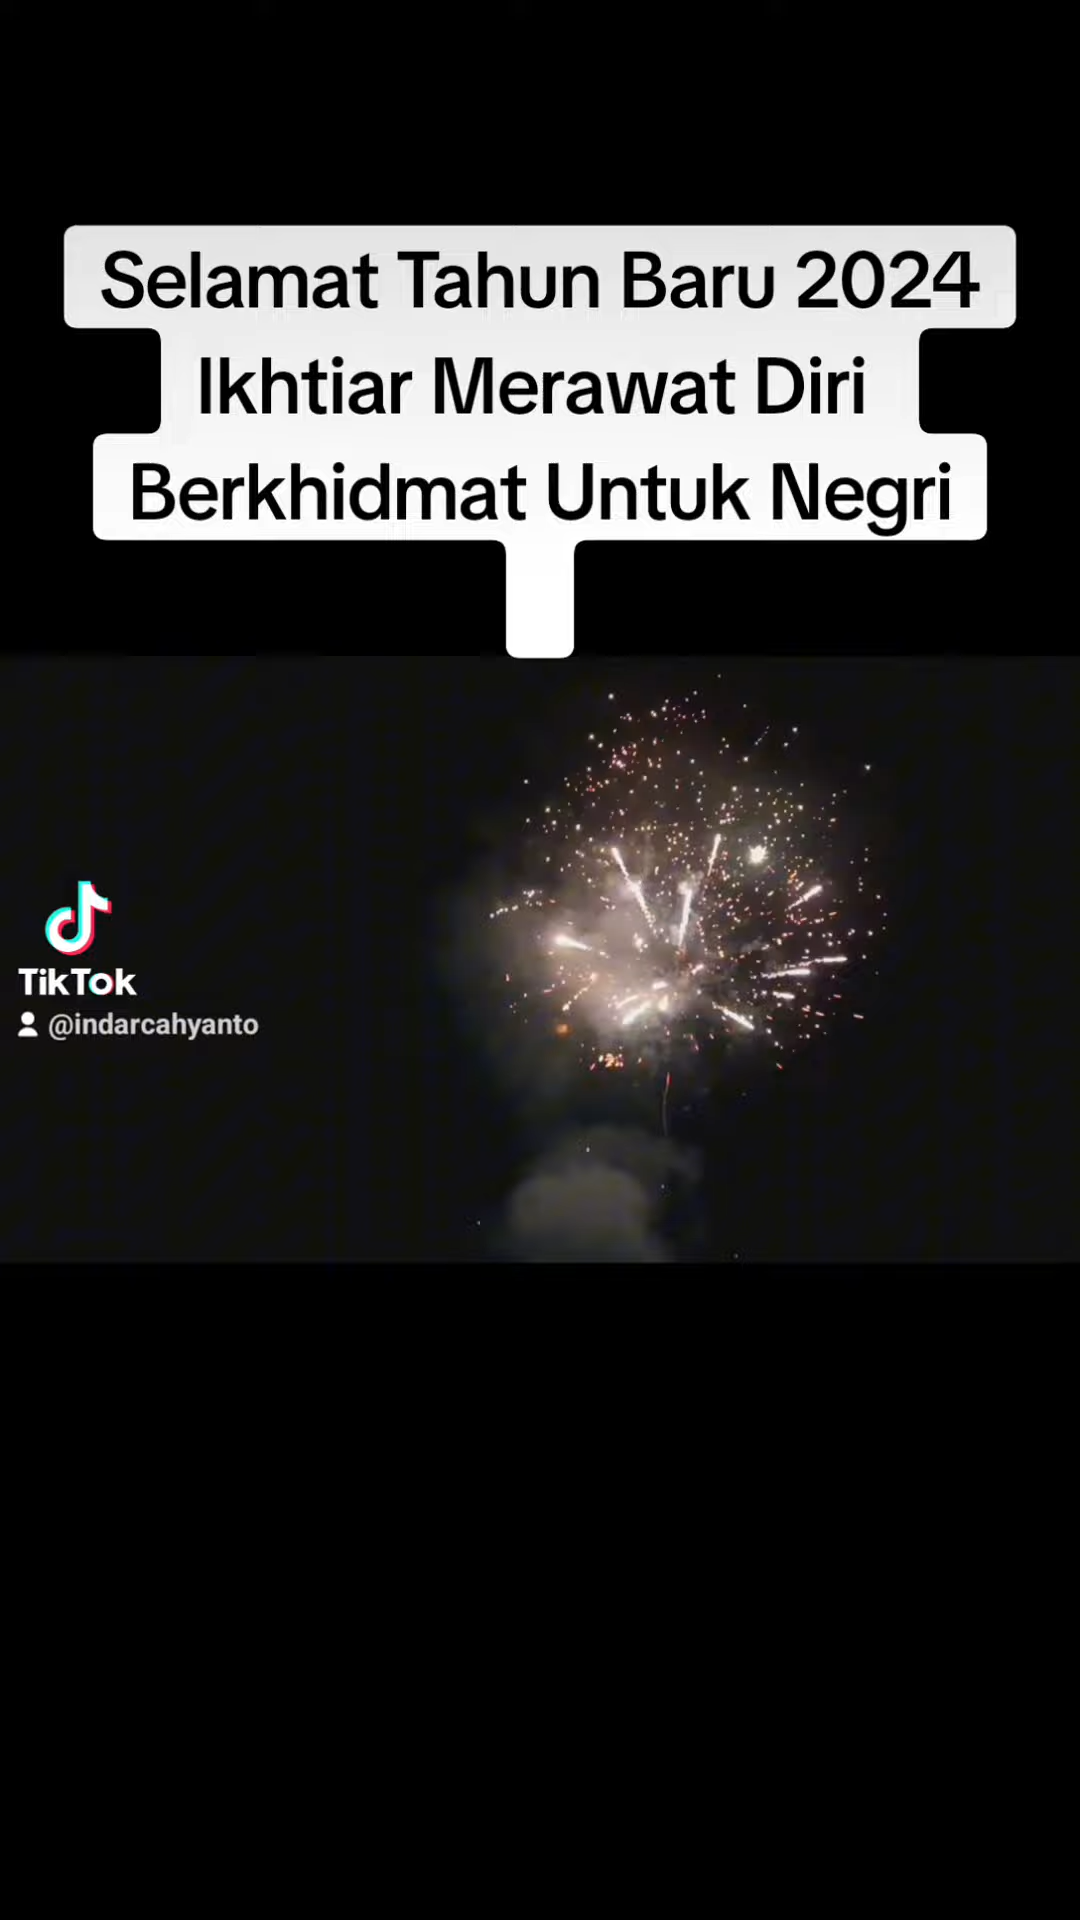 Selamat Tahun Baru 2024
Ikhtiar Merawat Diri
Berkhidmat Untuk Negri
TikTok
@indarcahyanto